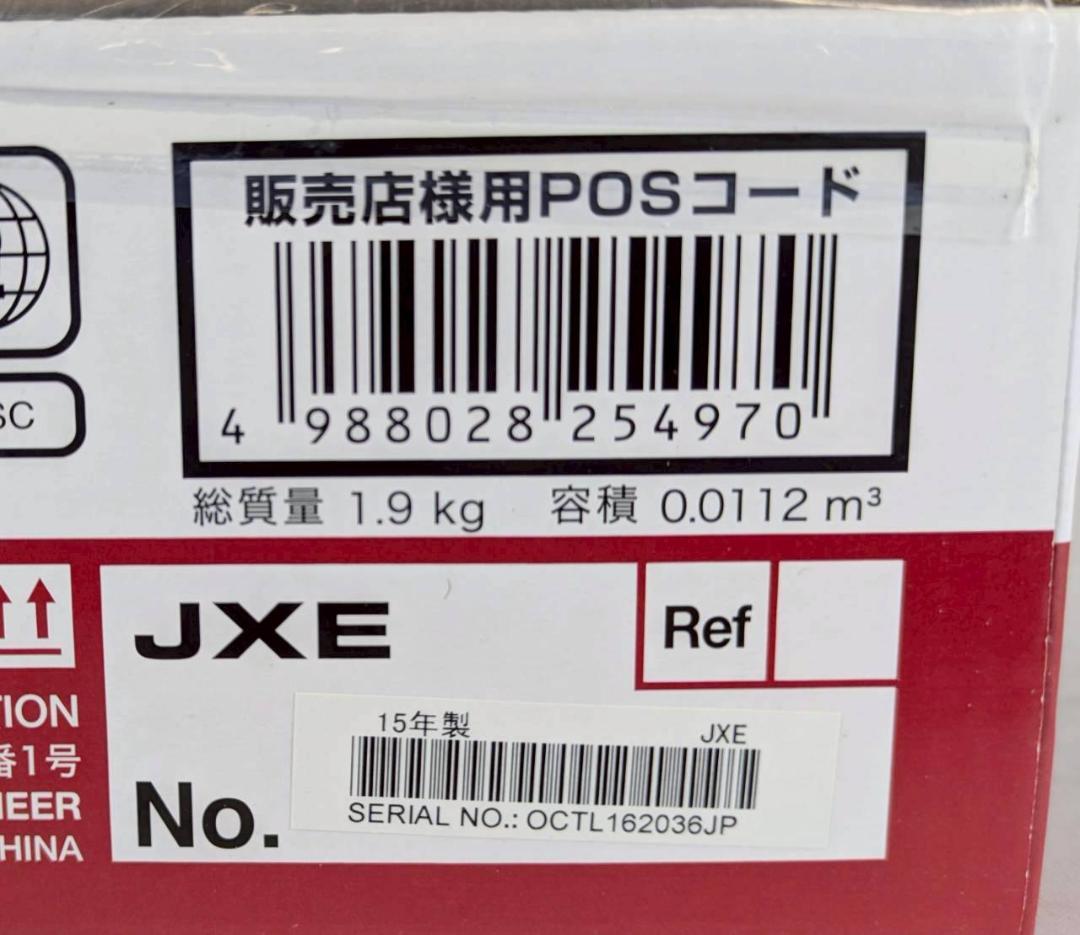 販売店様用POSコード
4 988028 254970
総質量 1.9 kg 容積 0.0112 m³
SC
JXE
Ref
TION
番1号
NEER
HINA
No.
15年製 JXE
SERIAL NO.: OCTL162036JP